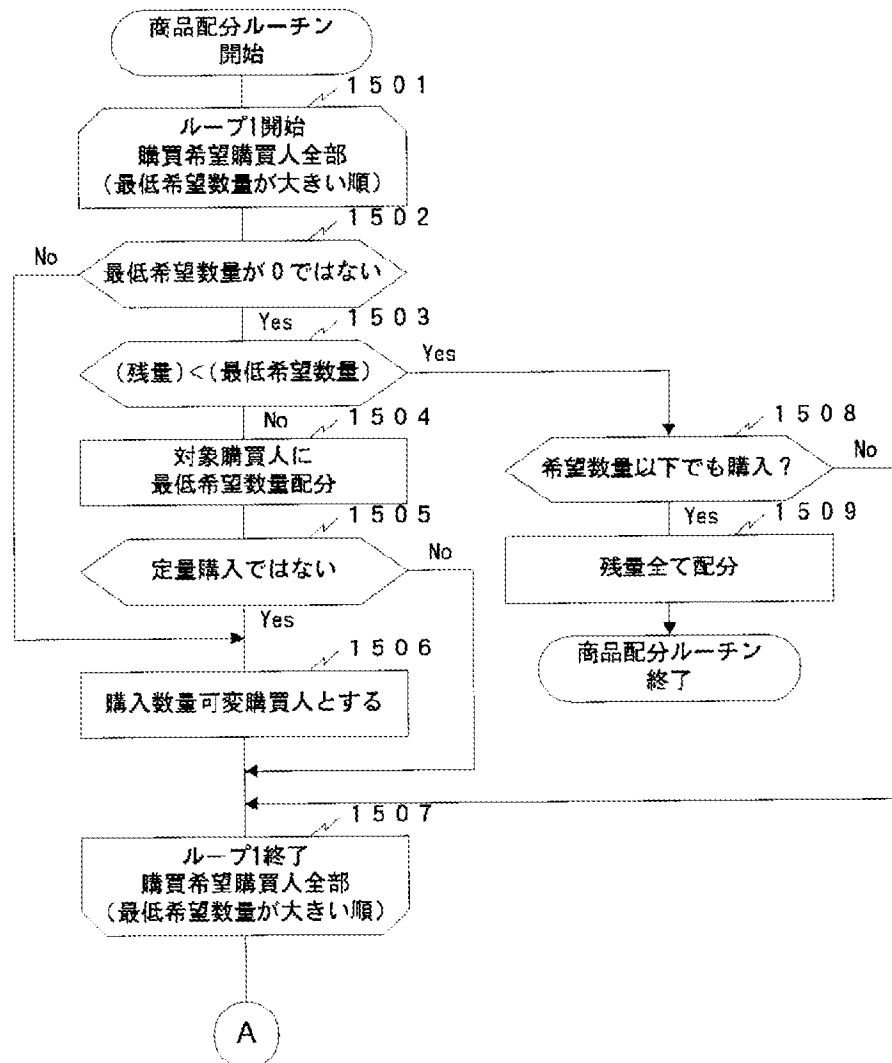 商品配分ルーチン
開始
1501
ループ1開始
購買希望購買人全部
(最低希望数量が大きい順)
1502
No
最低希望数量が0ではない
Yes
1503
(残量)<(最低希望数量)
Yes
No
1504
対象購買人に
最低希望数量配分
1508
希望数量以下でも購入?
No
Yes
1509
残量全て配分
商品配分ルーチン
終了
1505
定量購入ではない
No
Yes
1506
購入数量可変購買人とする
1507
ループ1終了
購買希望購買人全部
(最低希望数量が大きい順)
A